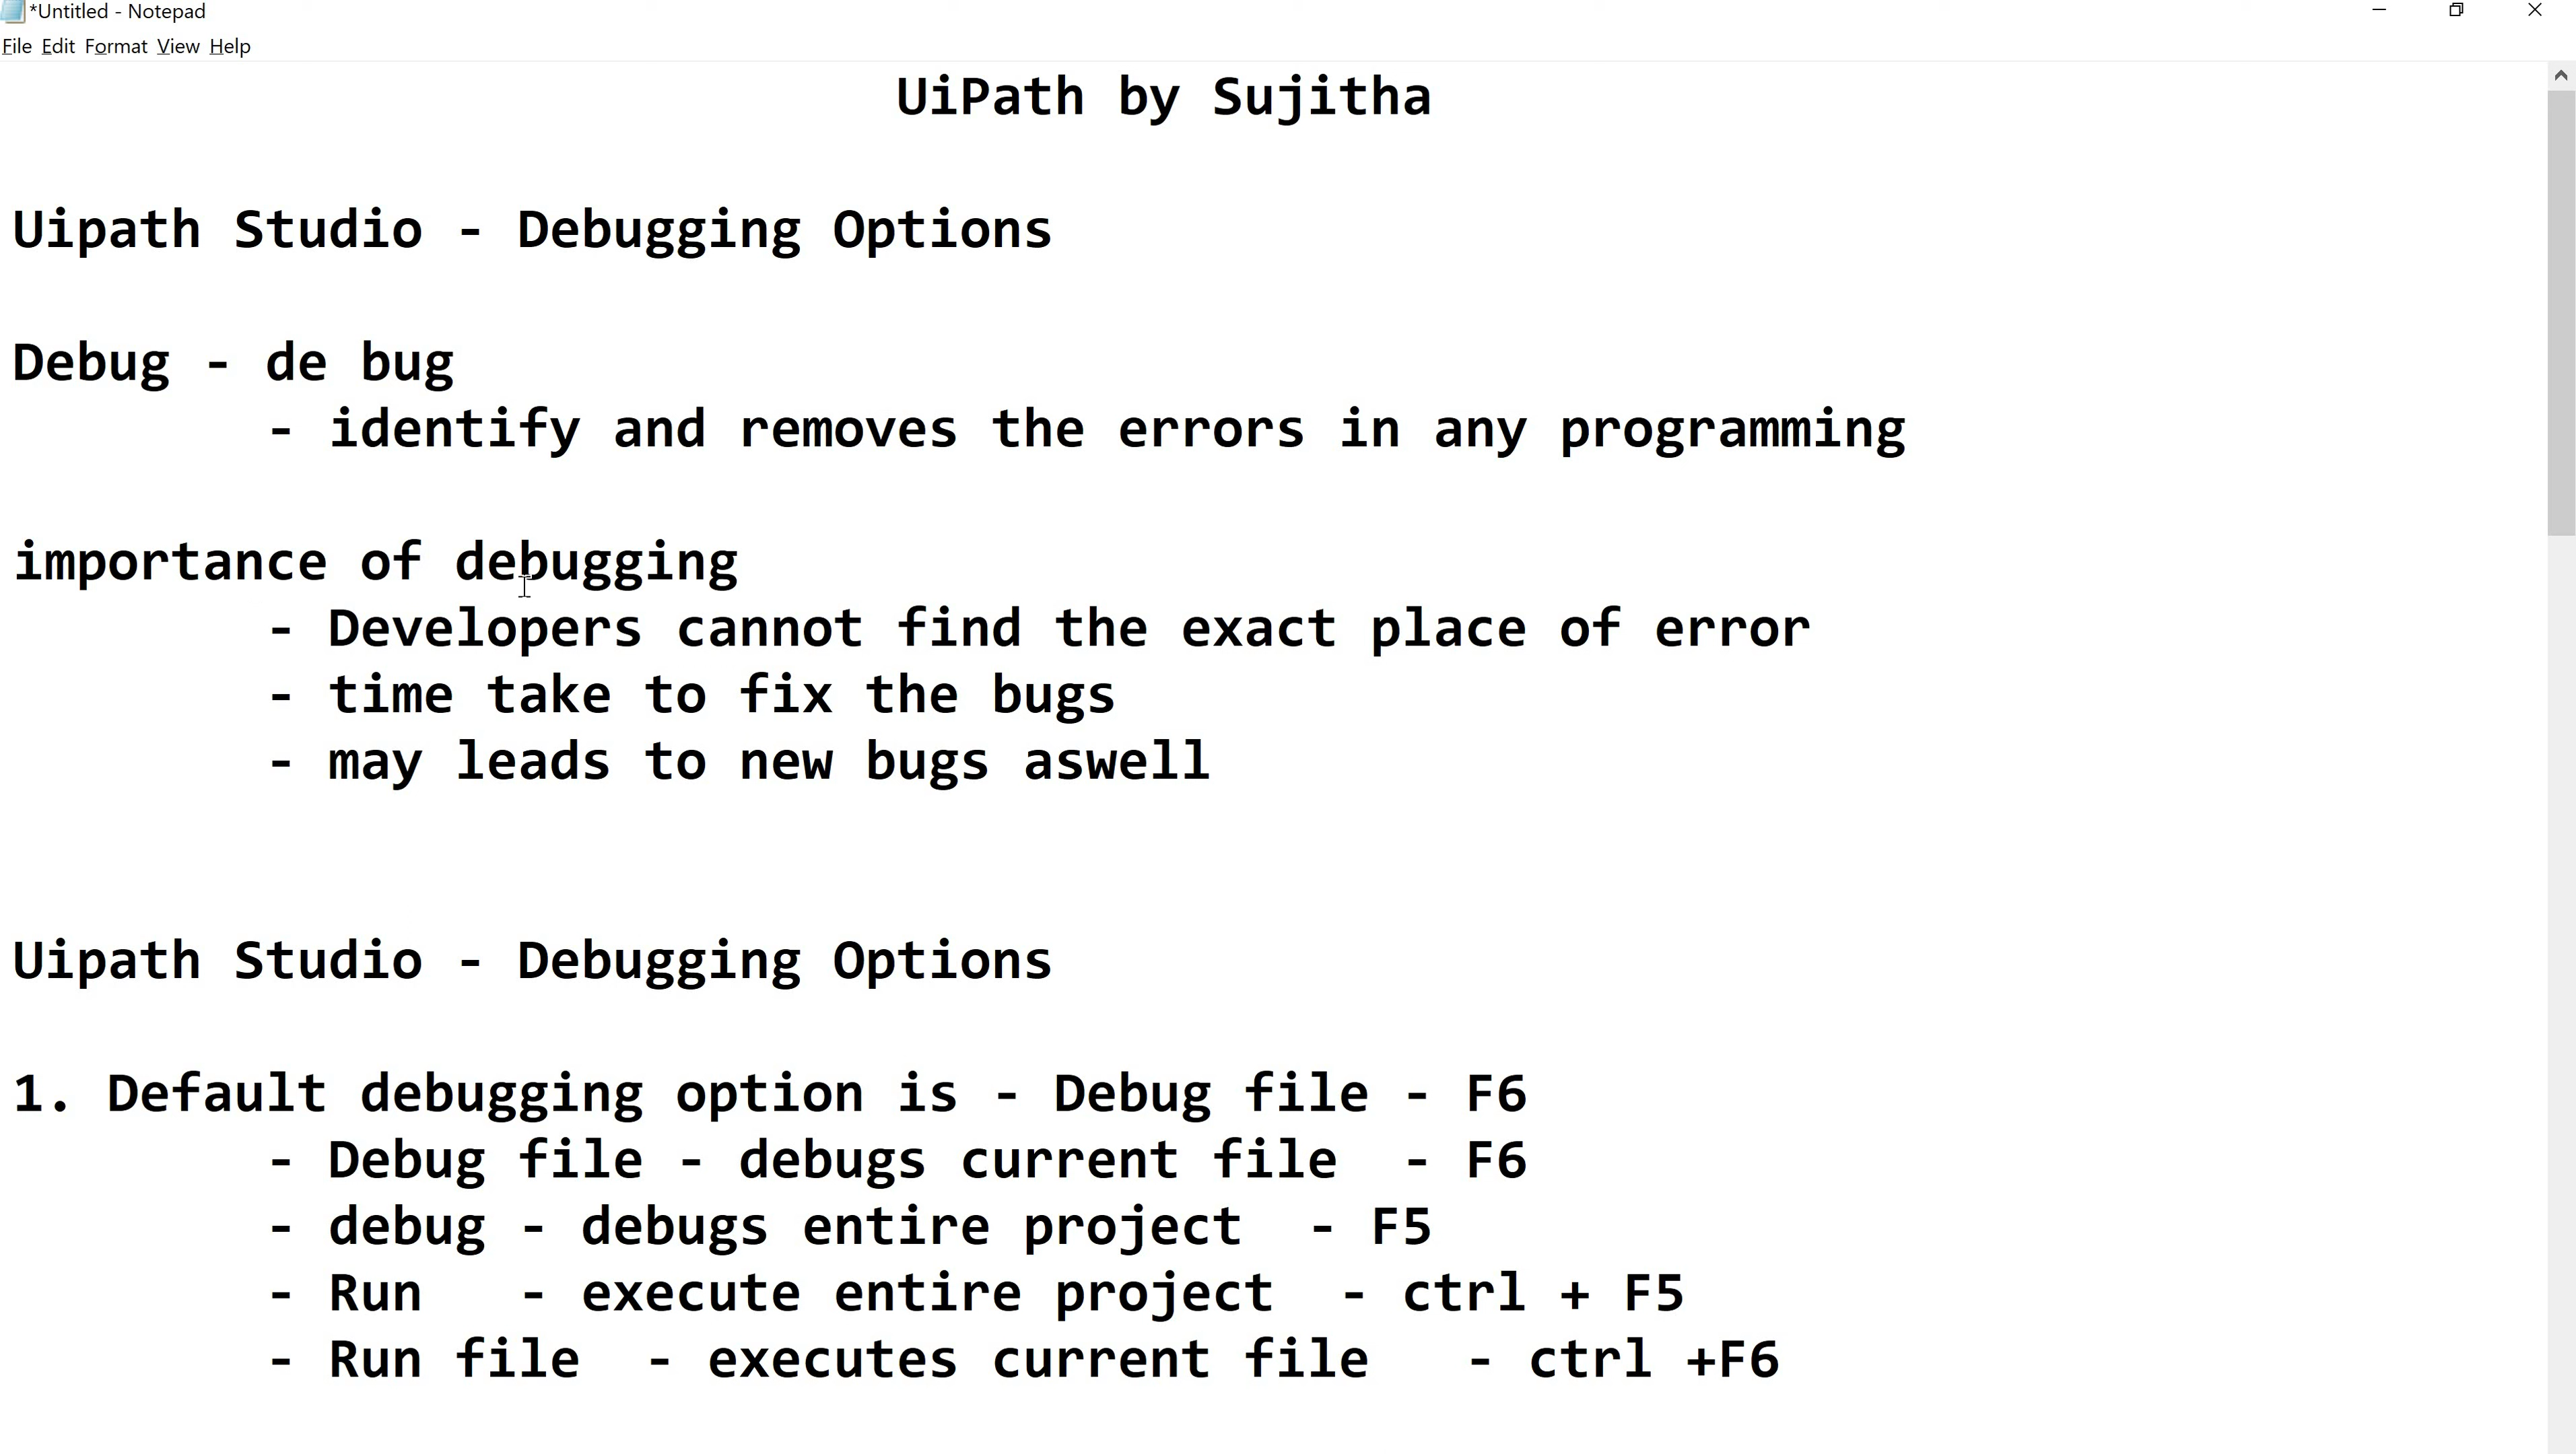 *Untitled - Notepad
File Edit Format View Help
UiPath by Sujitha
Uipath Studio - Debugging Options
Debug - de bug
- identify and removes the errors in any programming
importance of debugging
- Developers cannot find the exact place of error
- time take to fix the bugs
- may leads to new bugs aswell
Uipath Studio - Debugging Options
1. Default debugging option is - Debug file - F6
- Debug file - debugs current file - F6
- debug - debugs entire project - F5
- Run - execute entire project - ctrl + F5
- Run file - executes current file - ctrl +F6